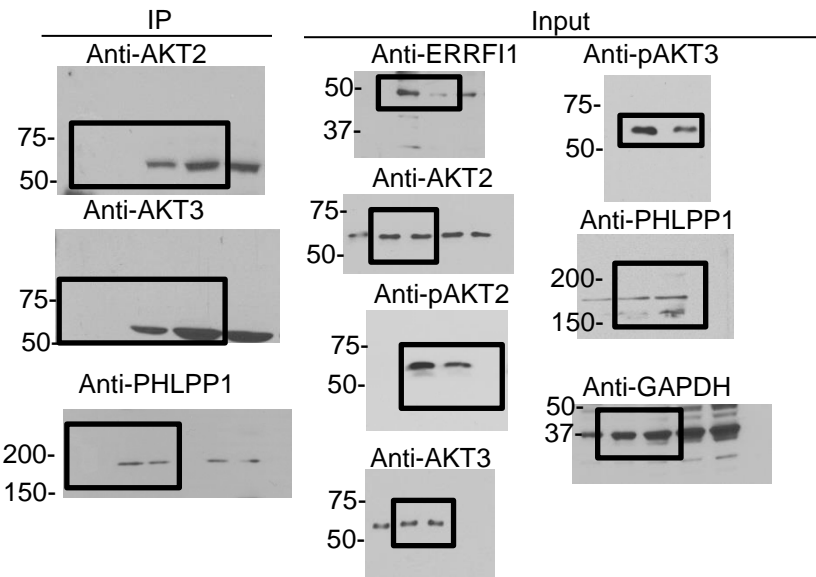 IP
Anti-AKT2
75-
50-
Anti-AKT3
75-
50-
Anti-PHLPP1
200-
150-
Input
Anti-ERRFI1
50-
37-
Anti-AKT2
75-
50-
Anti-pAKT2
75-
50-
Anti-AKT3
75-
50-
Anti-pAKT3
75-
50-
Anti-PHLPP1
200-
150-
Anti-GAPDH
50-
37-